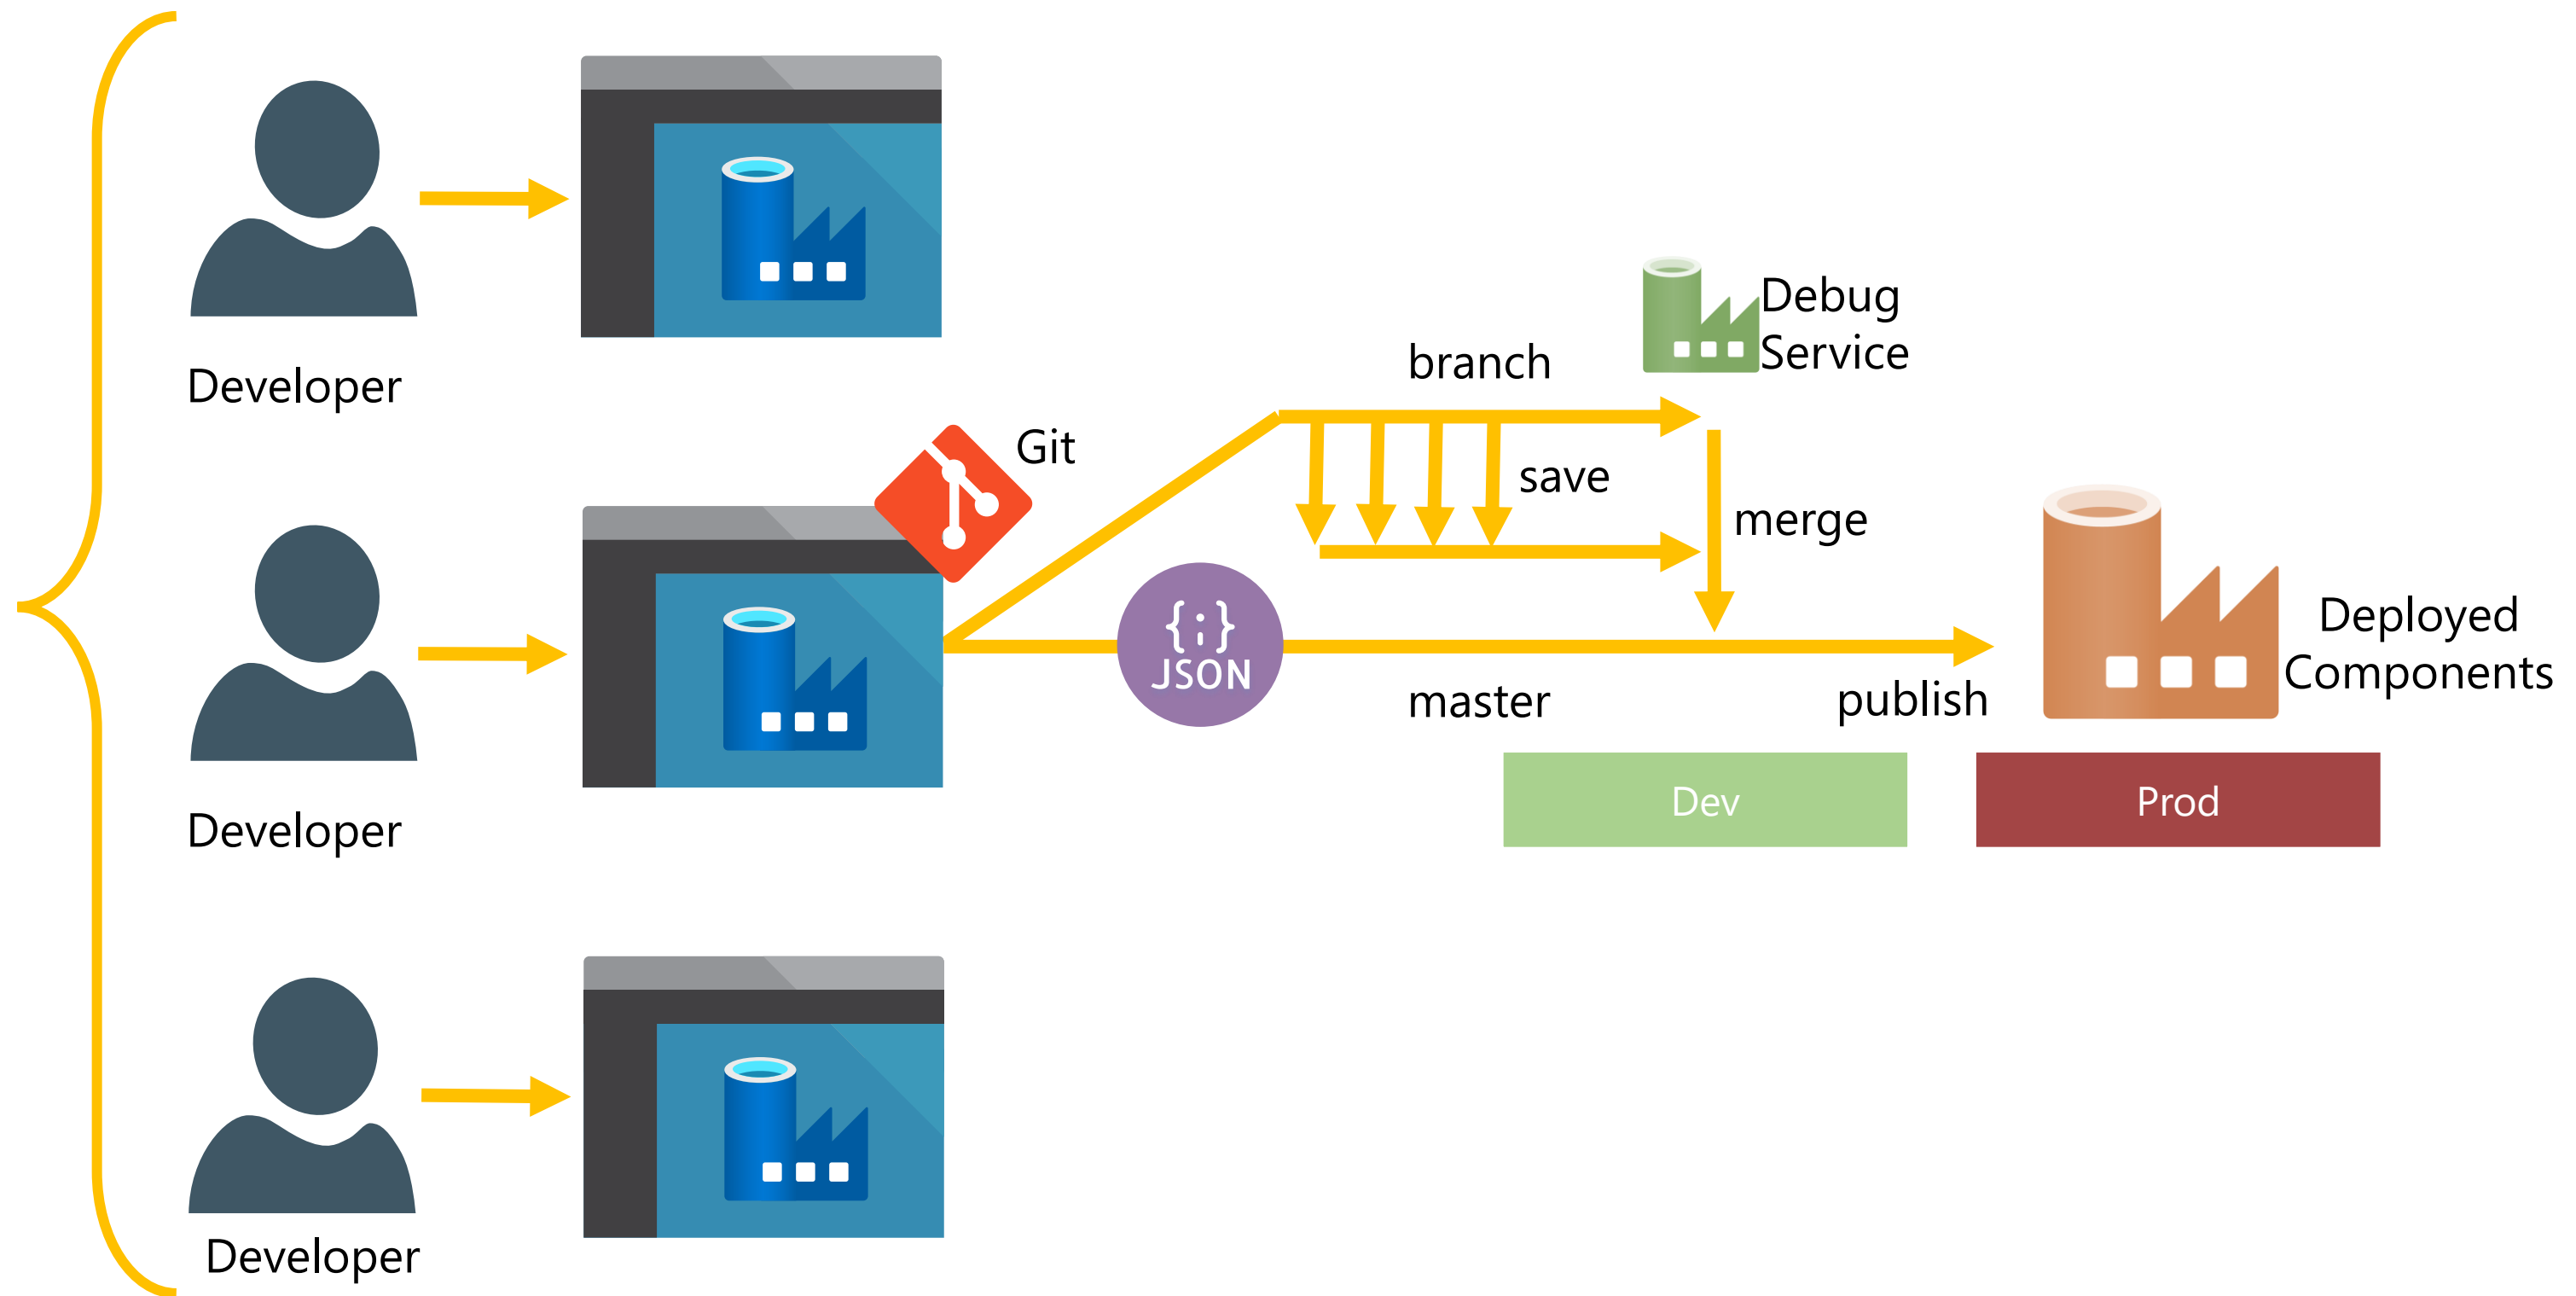 Developer
Git
branch
Debug
Service
save
merge
{;}
JSON
master
publish
Deployed
Components
Dev
Prod
Developer
Developer